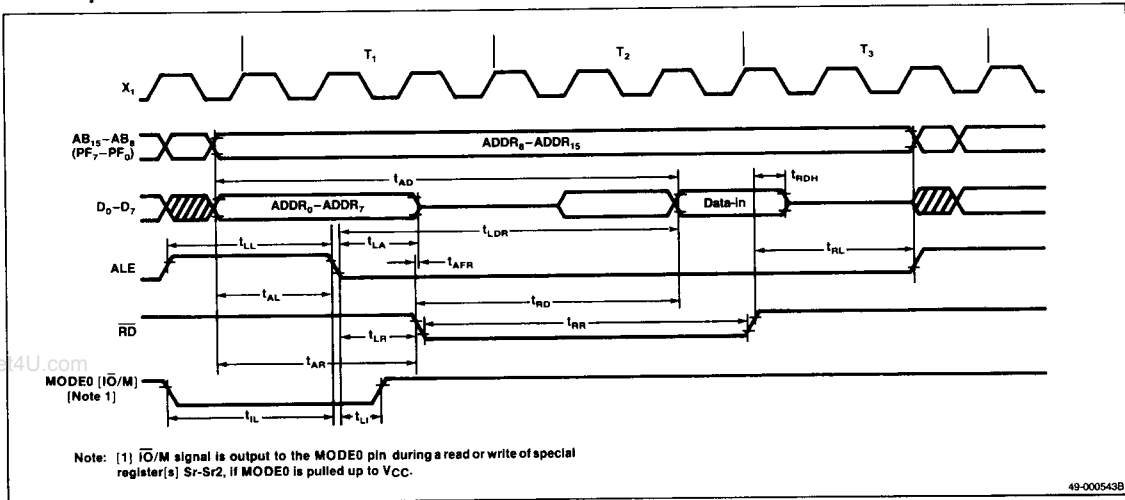 T1 T2 T3
X1
AB15–AB8
(PF7–PF0)
ADDR8–ADDR15
tAD
tRDH
D0–D7
ADDR0–ADDR7
Data-in
tLDR
tLL
tLA
tRL
ALE
tAFR
tAL
tRD
tRR
R̅D̅
tLR
et4U.com
tAR
MODE0 [I̅O̅/M]
[Note 1]
tIL
tLI
Note: [1] I̅O̅/M signal is output to the MODE0 pin during a read or write of special
register[s] Sr-Sr2, if MODE0 is pulled up to VCC.
49-000543B